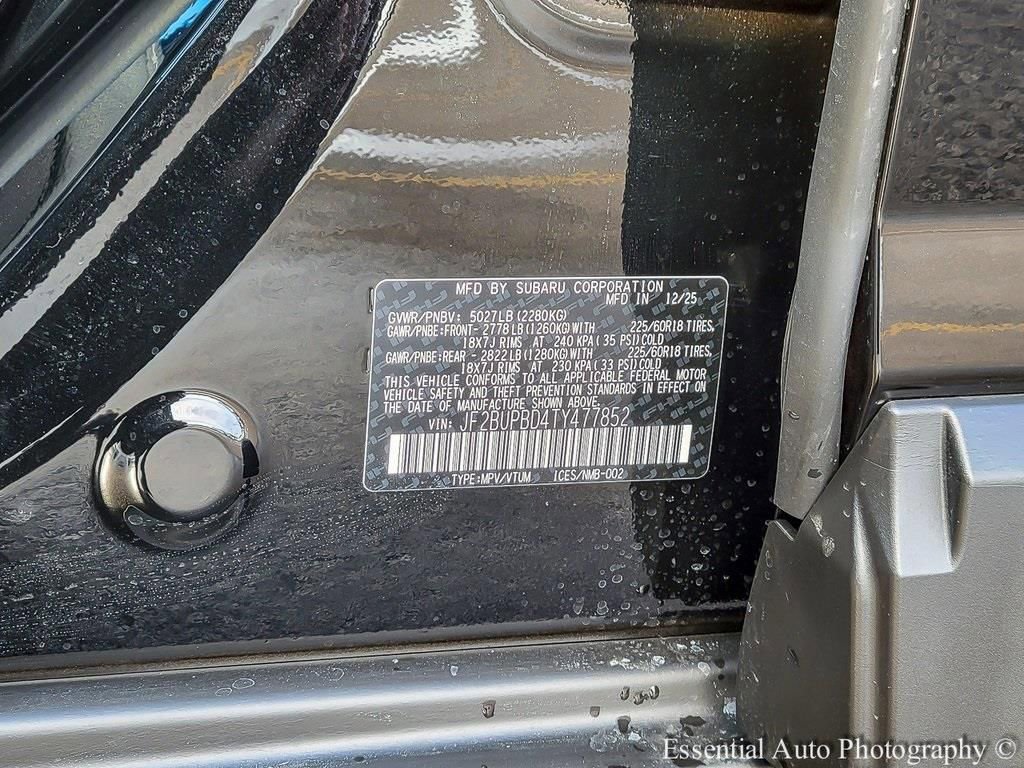 MFD BY SUBARU CORPORATION
MFD IN 12/25
GVWR/PNBV: 5027LB(2280KG)
GAWR/PNBE:FRONT- 2778LB(1260KG)WITH 225/60R18 TIRES,
18X7J RIMS AT 240 KPA(35 PSI)COLD
GAWR/PNBE:REAR - 2822LB(1280KG)WITH 225/60R18 TIRES,
18X7J RIMS AT 230 KPA(33 PSI)COLD
THIS VEHICLE CONFORMS TO ALL APPLICABLE FEDERAL MOTOR
VEHICLE SAFETY AND THEFT PREVENTION STANDARDS IN EFFECT ON
THE DATE OF MANUFACTURE SHOWN ABOVE.
VIN: JF2BUPBD4TY477852
TYPE:MPV/VTUM ICES/NMB-002
Essential Auto Photography ©